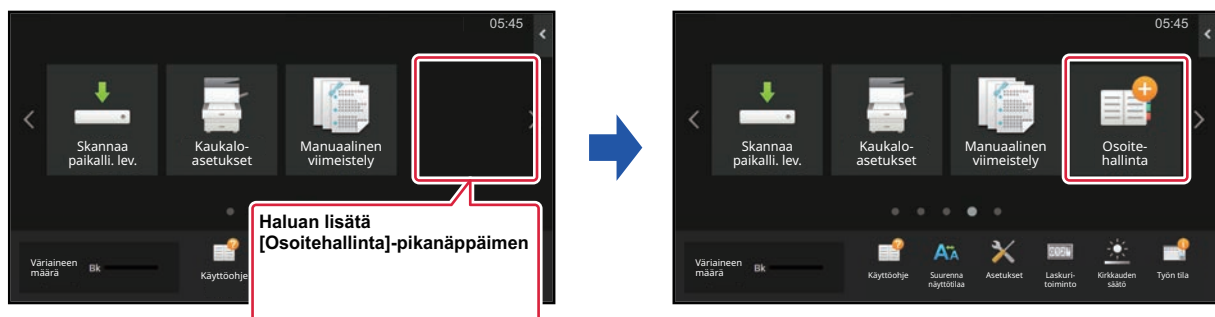 05:45
Skannaa
paikalli. lev.
Kaukalo-
asetukset
Manuaalinen
viimeistely
Haluan lisätä
[Osoitehallinta]-pikanäppäimen
Väriaineen
määrä
Bk
Käyttöohje
05:45
Skannaa
paikalli. lev.
Kaukalo-
asetukset
Manuaalinen
viimeistely
Osoite-
hallinta
Väriaineen
määrä
Bk
Käyttöohje
Suurenna
näyttötilaa
Asetukset
Laskuri-
toiminto
Kirkkauden
säätö
Työn tila